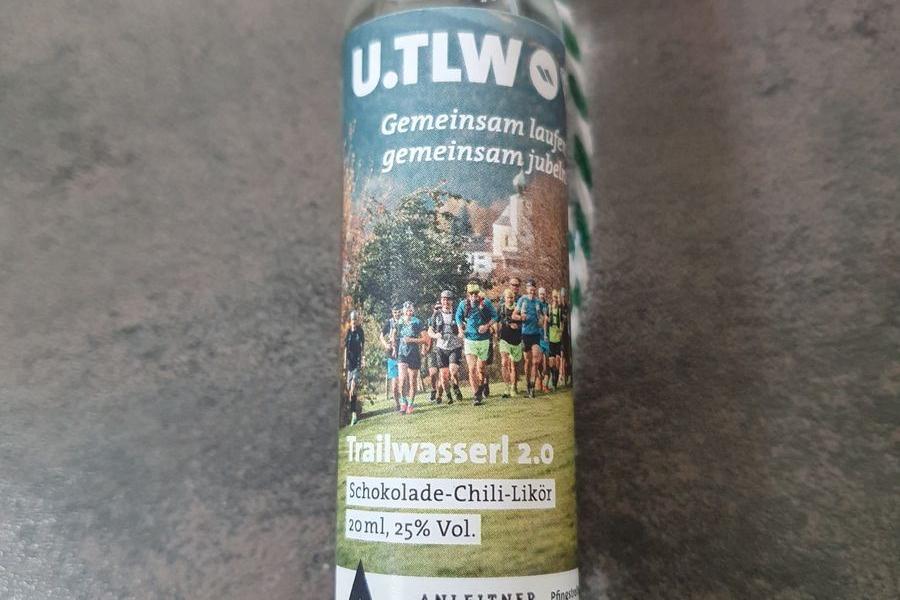 U.TLW
Gemeinsam laufen
gemeinsam jubeln
Trailwasserl 2.0
Schokolade-Chili-Likör
20 ml, 25% Vol.